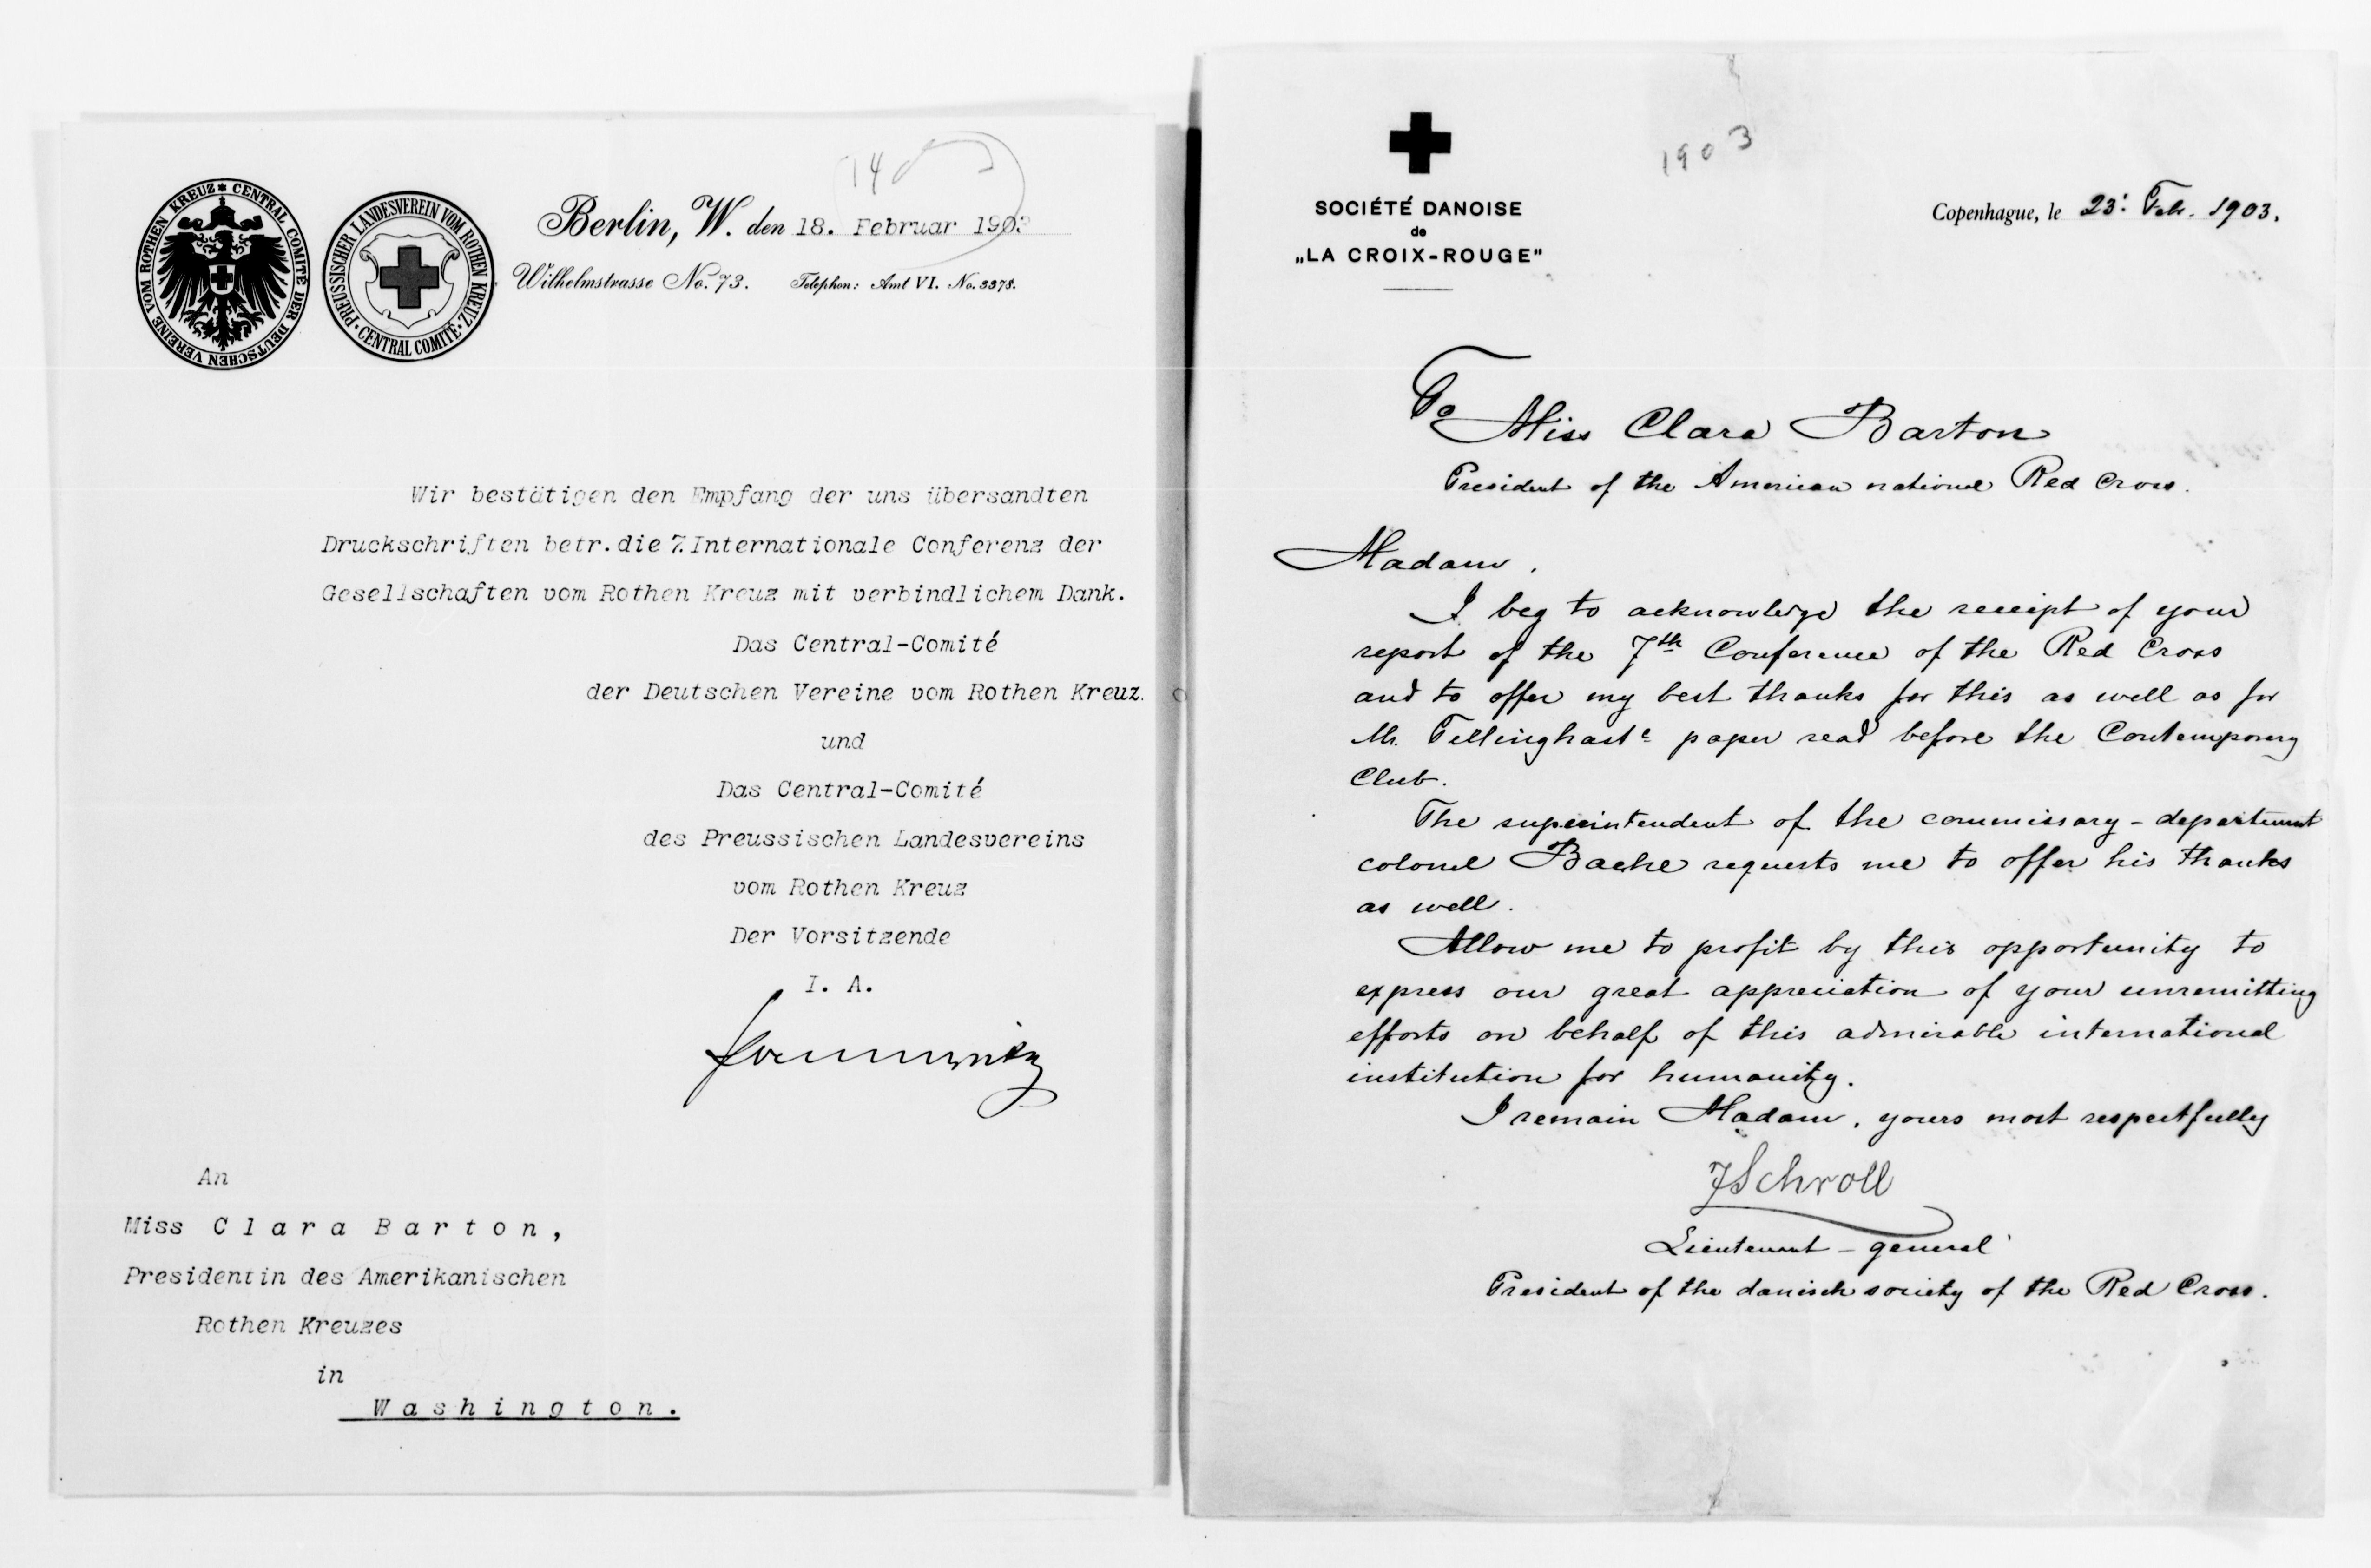 CENTRAL COMITE DER DEUTSCHEN VEREINE VOM ROTHEN KREUZ *
PREUSSISCHER LANDESVEREIN VOM ROTHEN KREUZ · CENTRAL COMITÉ ·
14
Berlin, W. den 18. Februar 1903
Wilhelmstrasse No. 73. Telephon: Amt VI. No. 3378.
Wir bestätigen den Empfang der uns übersandten
Druckschriften betr. die 7. Internationale Conferenz der
Gesellschaften vom Rothen Kreuz mit verbindlichem Dank.
Das Central-Comité
der Deutschen Vereine vom Rothen Kreuz.
und
Das Central-Comité
des Preussischen Landesvereins
vom Rothen Kreuz
Der Vorsitzende
I. A.
An
Miss Clara Barton,
Presidentin des Amerikanischen
Rothen Kreuzes
in
Washington.
1903
SOCIÉTÉ DANOISE
de
„LA CROIX-ROUGE"
Copenhague, le 23: Feb. 1903.
To
Miss Clara Barton
President of the American national Red Cross.
Madam.
I beg to acknowledge the receipt of your
report of the 7th Conference of the Red Cross
and to offer my best thanks for this as well as for
Mr. Tillinghasts paper read before the Contemporary
Club.
The superintendent of the commissary-department
colonel Bache requests me to offer his thanks
as well.
Allow me to profit by this opportunity to
express our great appreciation of your unremitting
efforts on behalf of this admirable international
institution for humanity.
I remain Madam, yours most respectfully
JSchroll
Lieutenant-general
President of the danisch society of the Red Cross.